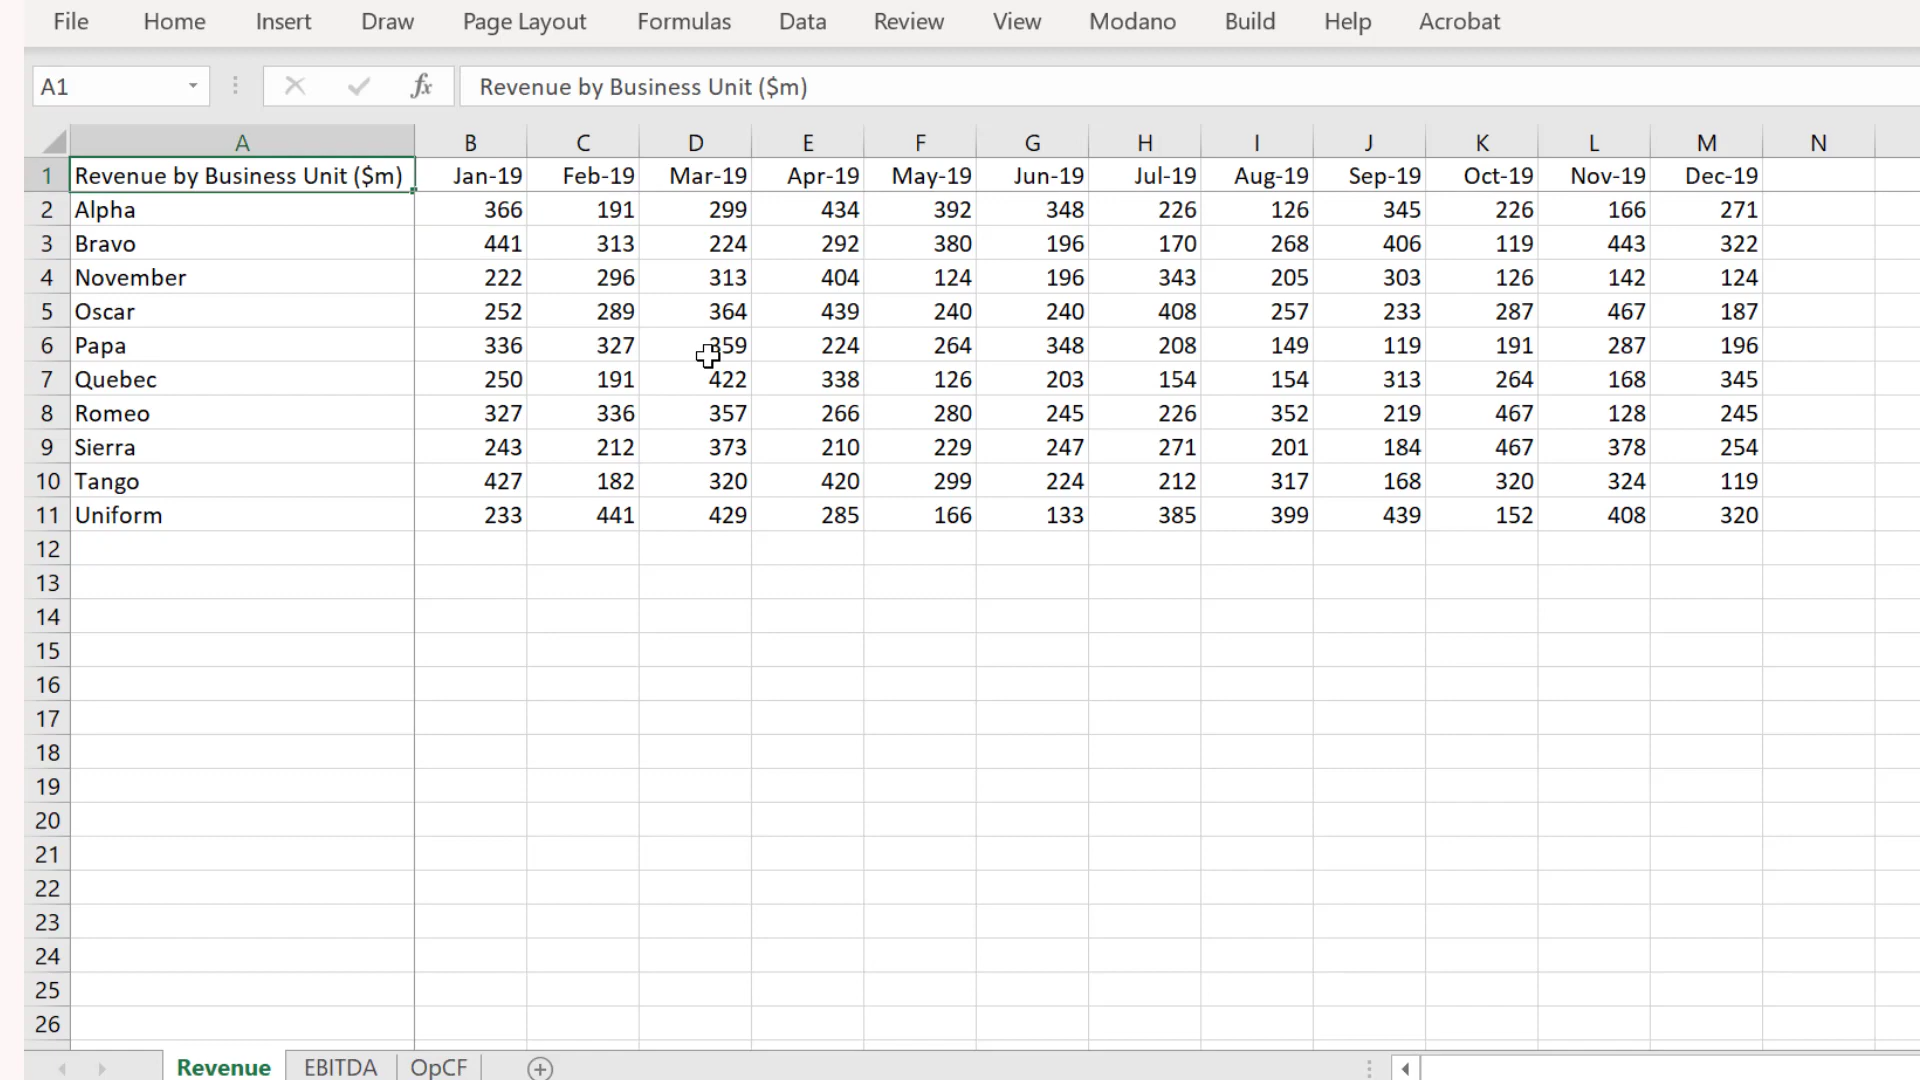 File Home Insert Draw Page Layout Formulas Data Review View Modano Build Help Acrobat
A1 fx Revenue by Business Unit ($m)
A B C D E F G H I J K L M N
1 Revenue by Business Unit ($m) Jan-19 Feb-19 Mar-19 Apr-19 May-19 Jun-19 Jul-19 Aug-19 Sep-19 Oct-19 Nov-19 Dec-19
2 Alpha 366 191 299 434 392 348 226 126 345 226 166 271
3 Bravo 441 313 224 292 380 196 170 268 406 119 443 322
4 November 222 296 313 404 124 196 343 205 303 126 142 124
5 Oscar 252 289 364 439 240 240 408 257 233 287 467 187
6 Papa 336 327 359 224 264 348 208 149 119 191 287 196
7 Quebec 250 191 422 338 126 203 154 154 313 264 168 345
8 Romeo 327 336 357 266 280 245 226 352 219 467 128 245
9 Sierra 243 212 373 210 229 247 271 201 184 467 378 254
10 Tango 427 182 320 420 299 224 212 317 168 320 324 119
11 Uniform 233 441 429 285 166 133 385 399 439 152 408 320
12
13
14
15
16
17
18
19
20
21
22
23
24
25
26
Revenue EBITDA OpCF